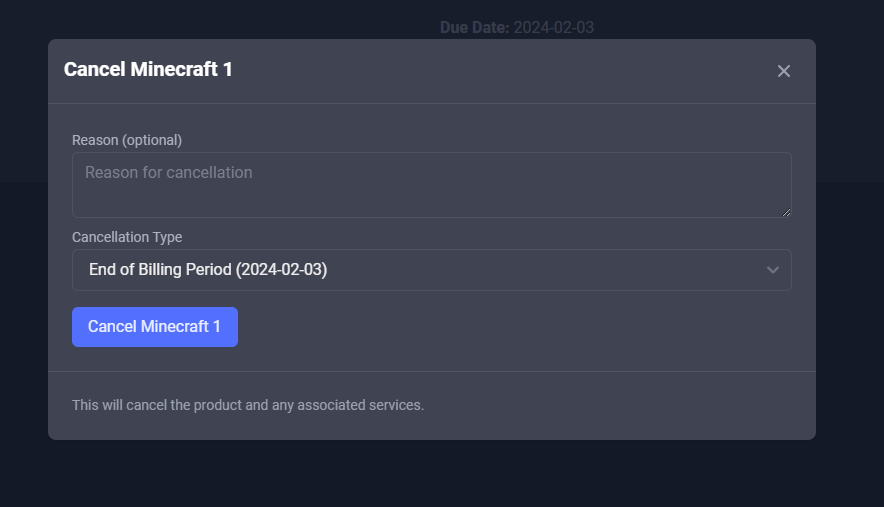 Due Date: 2024-02-03
Cancel Minecraft 1
Reason (optional)
Reason for cancellation
Cancellation Type
End of Billing Period (2024-02-03)
Cancel Minecraft 1
This will cancel the product and any associated services.